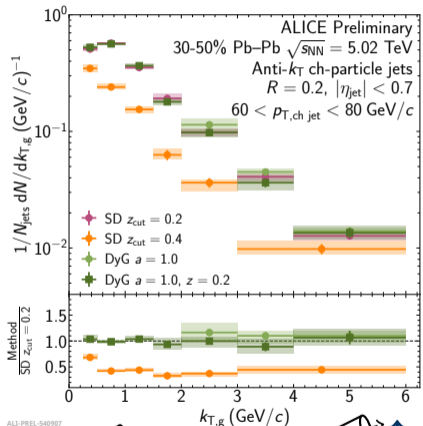 ALICE Preliminary
30-50% Pb–Pb √sNN = 5.02 TeV
Anti-kT ch-particle jets
R = 0.2, |ηjet| < 0.7
60 < pT,ch jet < 80 GeV/c
1/Njets dN/dkT,g (GeV/c)−1
10^0
10^−1
10^−2
SD zcut = 0.2
SD zcut = 0.4
DyG a = 1.0
DyG a = 1.0, z = 0.2
Method
SD zcut = 0.2
1.5
1.0
0.5
0 1 2 3 4 5 6
kT,g (GeV/c)
ALI-PREL-540907